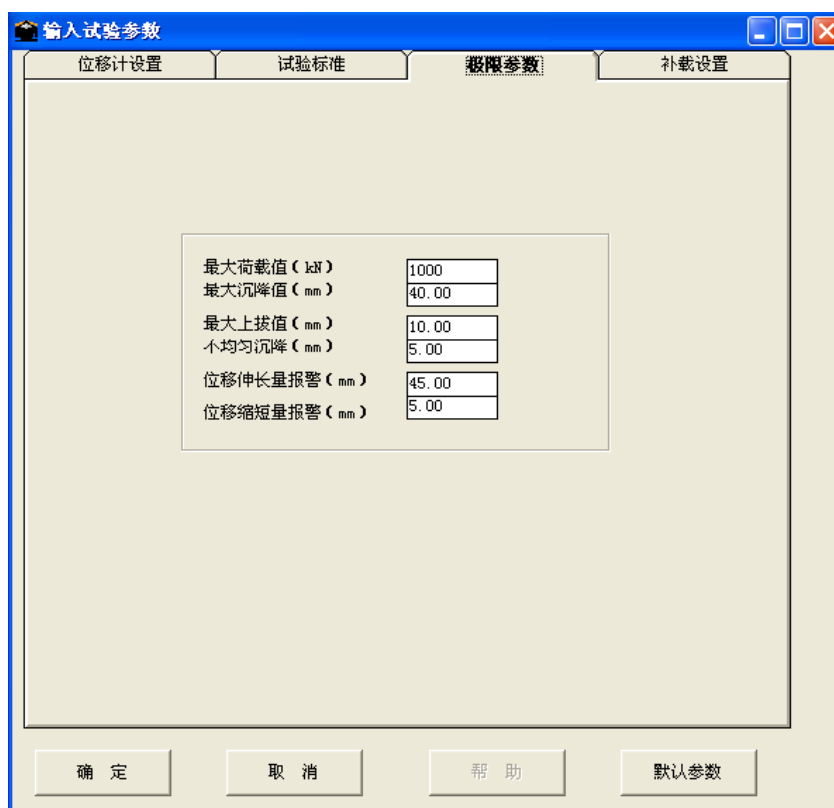 输入试验参数
位移计设置 试验标准 极限参数 补载设置
最大荷载值(kN) 1000
最大沉降值(mm) 40.00
最大上拔值(mm) 10.00
不均匀沉降(mm) 5.00
位移伸长量报警(mm) 45.00
位移缩短量报警(mm) 5.00
确 定 取 消 帮 助 默认参数